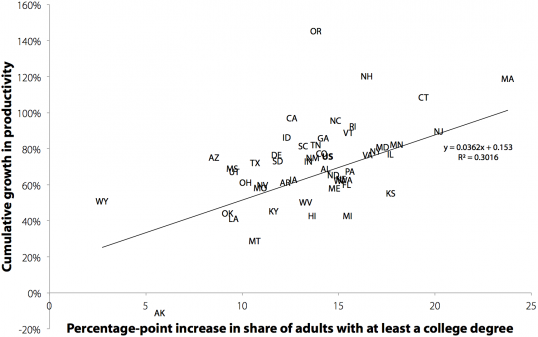 160%
140%
120%
100%
80%
60%
40%
20%
0%
-20%
Cumulative growth in productivity
OR
NH
MA
CT
CA
NC
RI
VT
NJ
ID
GA
SC
TN
MD
MN
y = 0.0362x + 0.153
R² = 0.3016
AZ
DE
CO
US
VA
NY
IL
SD
IN
NM
TX
MS
UT
AL
PA
ND
OH
NV
MO
AR
IA
FL
ME
KS
WY
WV
OK
LA
KY
HI
MI
MT
AK
0
5
10
15
20
25
Percentage-point increase in share of adults with at least a college degree